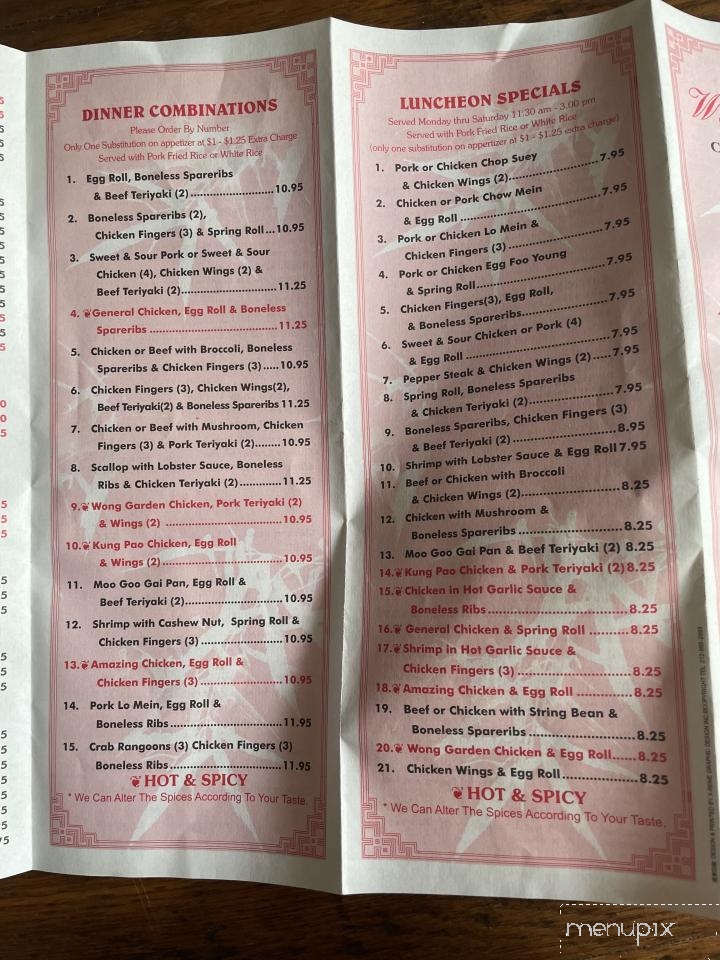 DINNER COMBINATIONS
Please Order By Number
Only One Substitution on appetizer at $1 - $1.25 Extra Charge
Served with Pork Fried Rice or White Rice
1. Egg Roll, Boneless Spareribs
& Beef Teriyaki (2)..........................10.95
2. Boneless Spareribs (2),
Chicken Fingers (3) & Spring Roll...10.95
3. Sweet & Sour Pork or Sweet & Sour
Chicken (4), Chicken Wings (2) &
Beef Teriyaki (2)..............................11.25
4. General Chicken, Egg Roll & Boneless
Spareribs ........................................11.25
5. Chicken or Beef with Broccoli, Boneless
Spareribs & Chicken Fingers (3).....10.95
6. Chicken Fingers (3), Chicken Wings(2),
Beef Teriyaki(2) & Boneless Spareribs 11.25
7. Chicken or Beef with Mushroom, Chicken
Fingers (3) & Pork Teriyaki (2)........10.95
8. Scallop with Lobster Sauce, Boneless
Ribs & Chicken Teriyaki (2).............11.25
9. Wong Garden Chicken, Pork Teriyaki (2)
& Wings (2) .....................................10.95
10. Kung Pao Chicken, Egg Roll
& Wings (2) .....................................10.95
11. Moo Goo Gai Pan, Egg Roll &
Beef Teriyaki (2)................................10.95
12. Shrimp with Cashew Nut, Spring Roll &
Chicken Fingers (3)..........................10.95
13. Amazing Chicken, Egg Roll &
Chicken Fingers (3) ..........................10.95
14. Pork Lo Mein, Egg Roll &
Boneless Ribs...................................11.95
15. Crab Rangoons (3) Chicken Fingers (3)
Boneless Ribs...................................11.95
HOT & SPICY
* We Can Alter The Spices According To Your Taste.
LUNCHEON SPECIALS
Served Monday thru Saturday 11:30 am - 3.00 pm
Served with Pork Fried Rice or White Rice
(only one substitution on appertizer at $1 - $1.25 extra charge)
1. Pork or Chicken Chop Suey
& Chicken Wings (2).......................7.95
2. Chicken or Pork Chow Mein
& Egg Roll ...................................7.95
3. Pork or Chicken Lo Mein &
Chicken Fingers (3) .......................7.95
4. Pork or Chicken Egg Foo Young
& Spring Roll................................7.95
5. Chicken Fingers(3), Egg Roll,
& Boneless Spareribs.....................7.95
6. Sweet & Sour Chicken or Pork (4)
& Egg Roll ...................................7.95
7. Pepper Steak & Chicken Wings (2).....7.95
8. Spring Roll, Boneless Spareribs
& Chicken Teriyaki (2)....................7.95
9. Boneless Spareribs, Chicken Fingers (3)
& Beef Teriyaki (2)........................8.95
10. Shrimp with Lobster Sauce & Egg Roll 7.95
11. Beef or Chicken with Broccoli
& Chicken Wings (2).....................8.25
12. Chicken with Mushroom &
Boneless Spareribs.......................8.25
13. Moo Goo Gai Pan & Beef Teriyaki (2) 8.25
14. Kung Pao Chicken & Pork Teriyaki (2)8.25
15. Chicken in Hot Garlic Sauce &
Boneless Ribs..............................8.25
16. General Chicken & Spring Roll .........8.25
17. Shrimp in Hot Garlic Sauce &
Chicken Fingers (3) ......................8.25
18. Amazing Chicken & Egg Roll ............8.25
19. Beef or Chicken with String Bean &
Boneless Spareribs.......................8.25
20. Wong Garden Chicken & Egg Roll......8.25
21. Chicken Wings & Egg Roll................8.25
HOT & SPICY
* We Can Alter The Spices According To Your Taste.
menupix